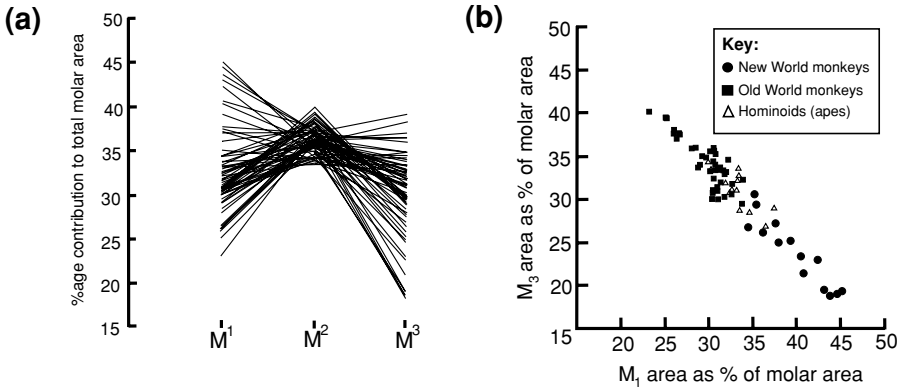 (a)
%age contribution to total molar area
50
45
40
35
30
25
20
15
M¹
M²
M³
(b)
M₃ area as % of molar area
50
45
40
35
30
25
20
15
20
25
30
35
40
45
50
M₁ area as % of molar area
Key:
New World monkeys
Old World monkeys
Hominoids (apes)